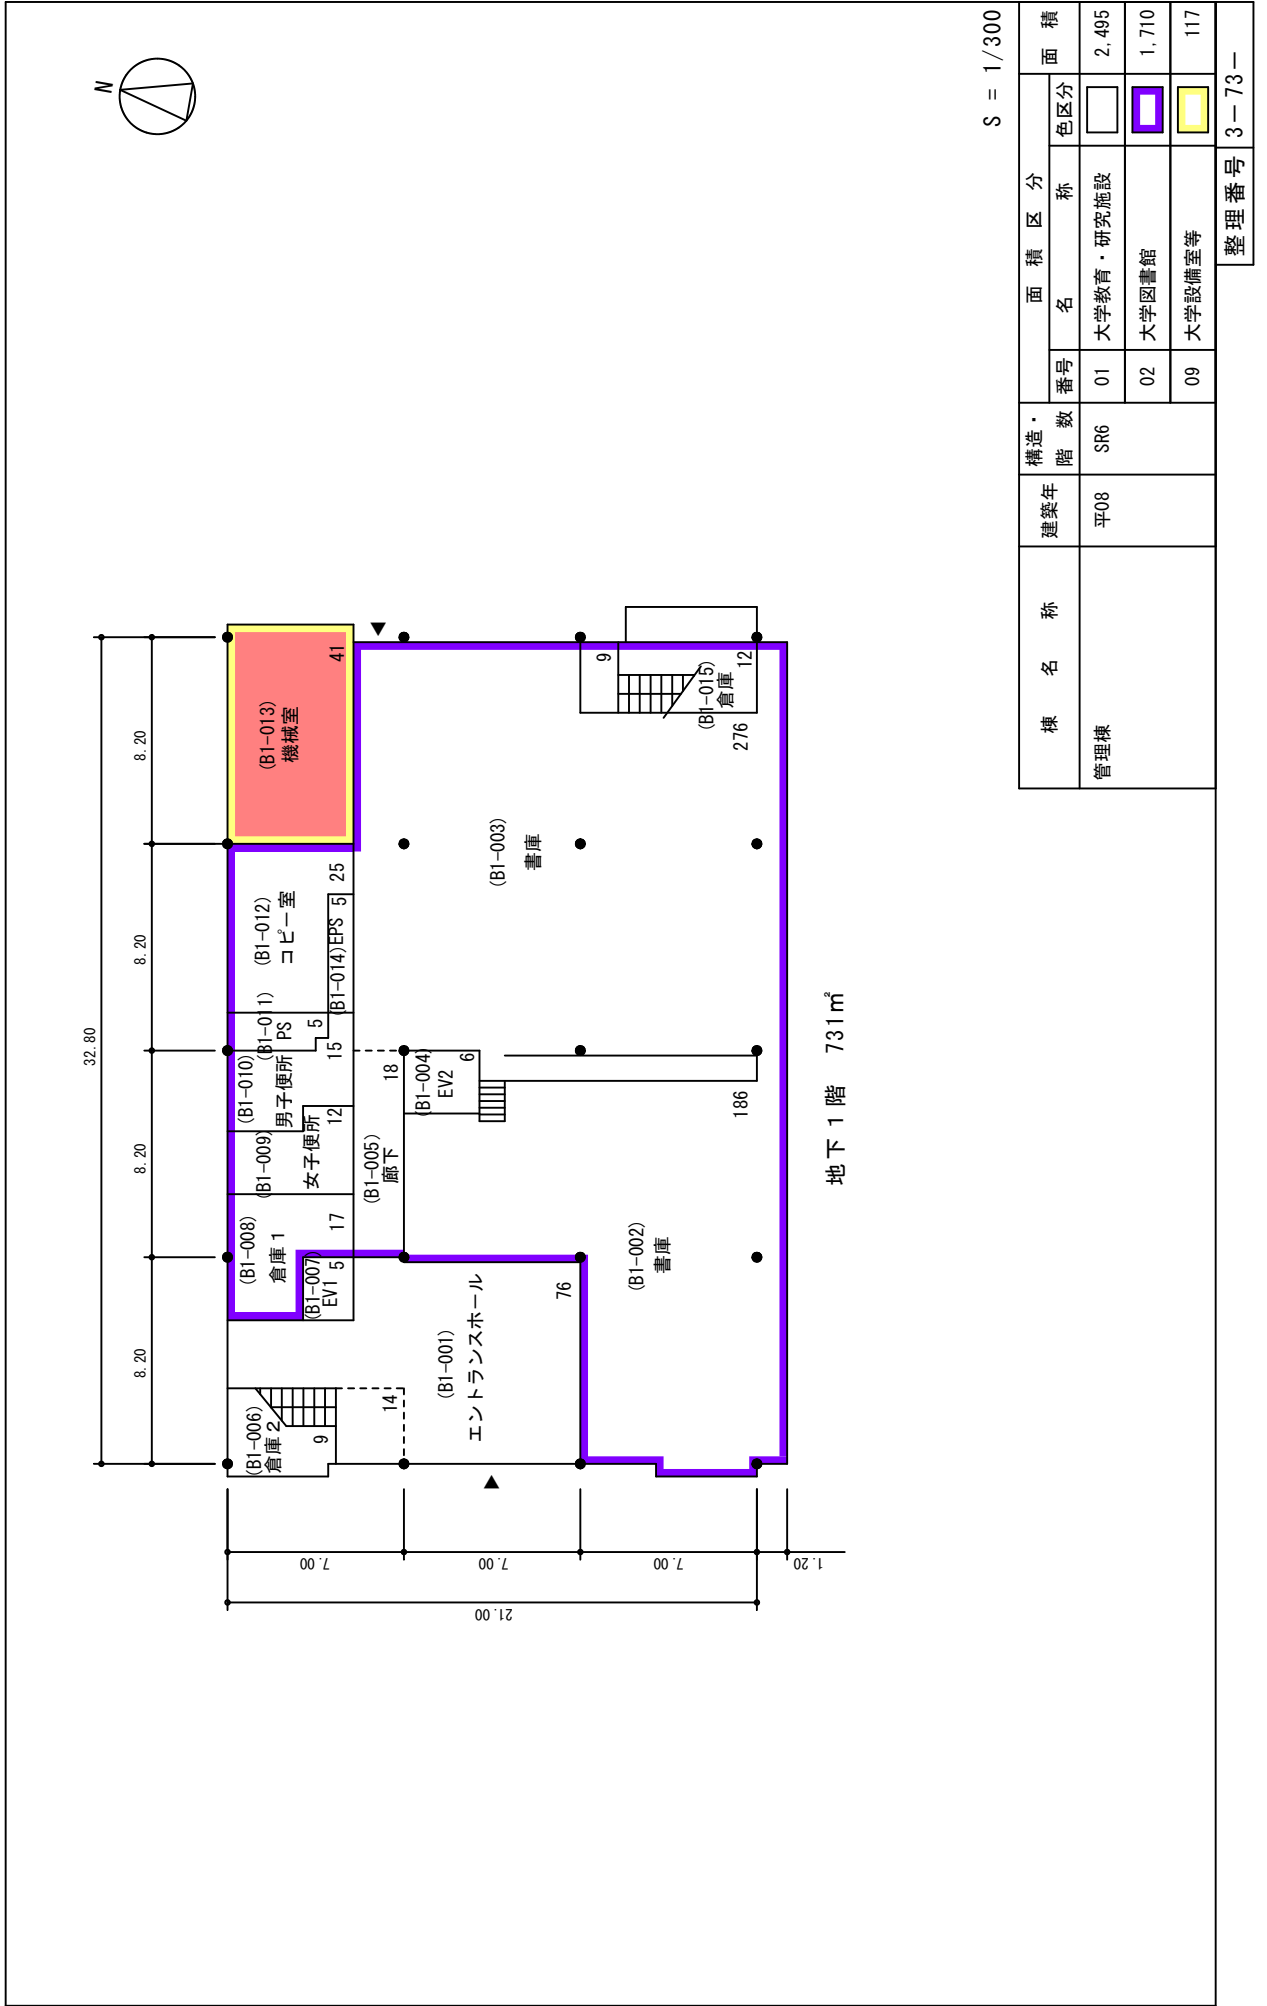 N
32.80
8.20
8.20
8.20
8.20
(B1-006)
倉庫２
9
14
(B1-008)
倉庫１
17
(B1-007)
EV1
5
(B1-009)
女子便所
12
(B1-010)
男子便所
15
(B1-011)
PS
5
(B1-012)
コピー室
25
(B1-014)EPS
5
(B1-013)
機械室
41
(B1-005)
廊下
18
(B1-004)
EV2
6
(B1-001)
エントランスホール
76
(B1-002)
書庫
186
(B1-003)
書庫
276
9
(B1-015)
倉庫
12
7.00
7.00
7.00
1.20
21.00
地下１階　731㎡
S = 1/300
棟　名　称
建築年
構造・
階　数
面　積　区　分
番号
名　称
色区分
面　積
管理棟
平08
SR6
01 大学教育・研究施設 2,495
02 大学図書館 1,710
09 大学設備室等 117
整理番号 3－73－